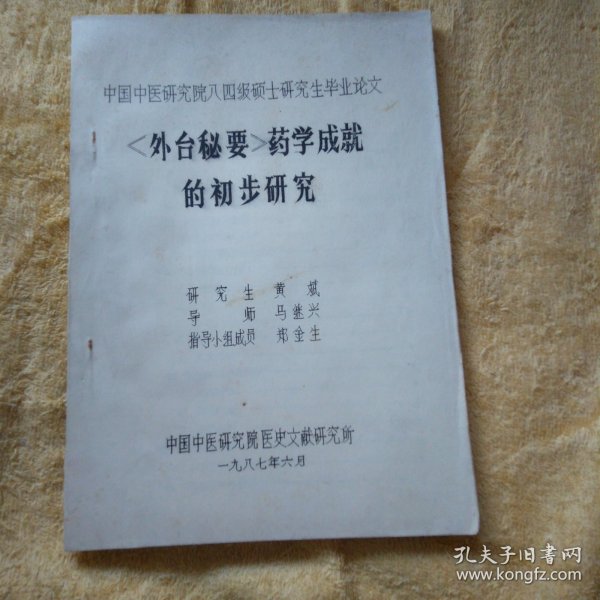 中国中医研究院八四级硕士研究生毕业论文
<外台秘要>药学成就
的初步研究
研究生 黄斌
导师 马继兴
指导小组成员 郑金生
中国中医研究院医史文献研究所
一九八七年六月
孔夫子旧书网
www.kongfz.com